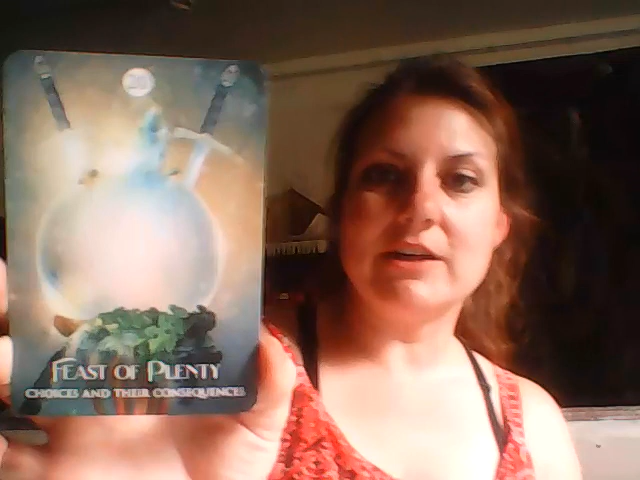 FEAST OF PLENTY
CHOICES AND THEIR CONSEQUENCES